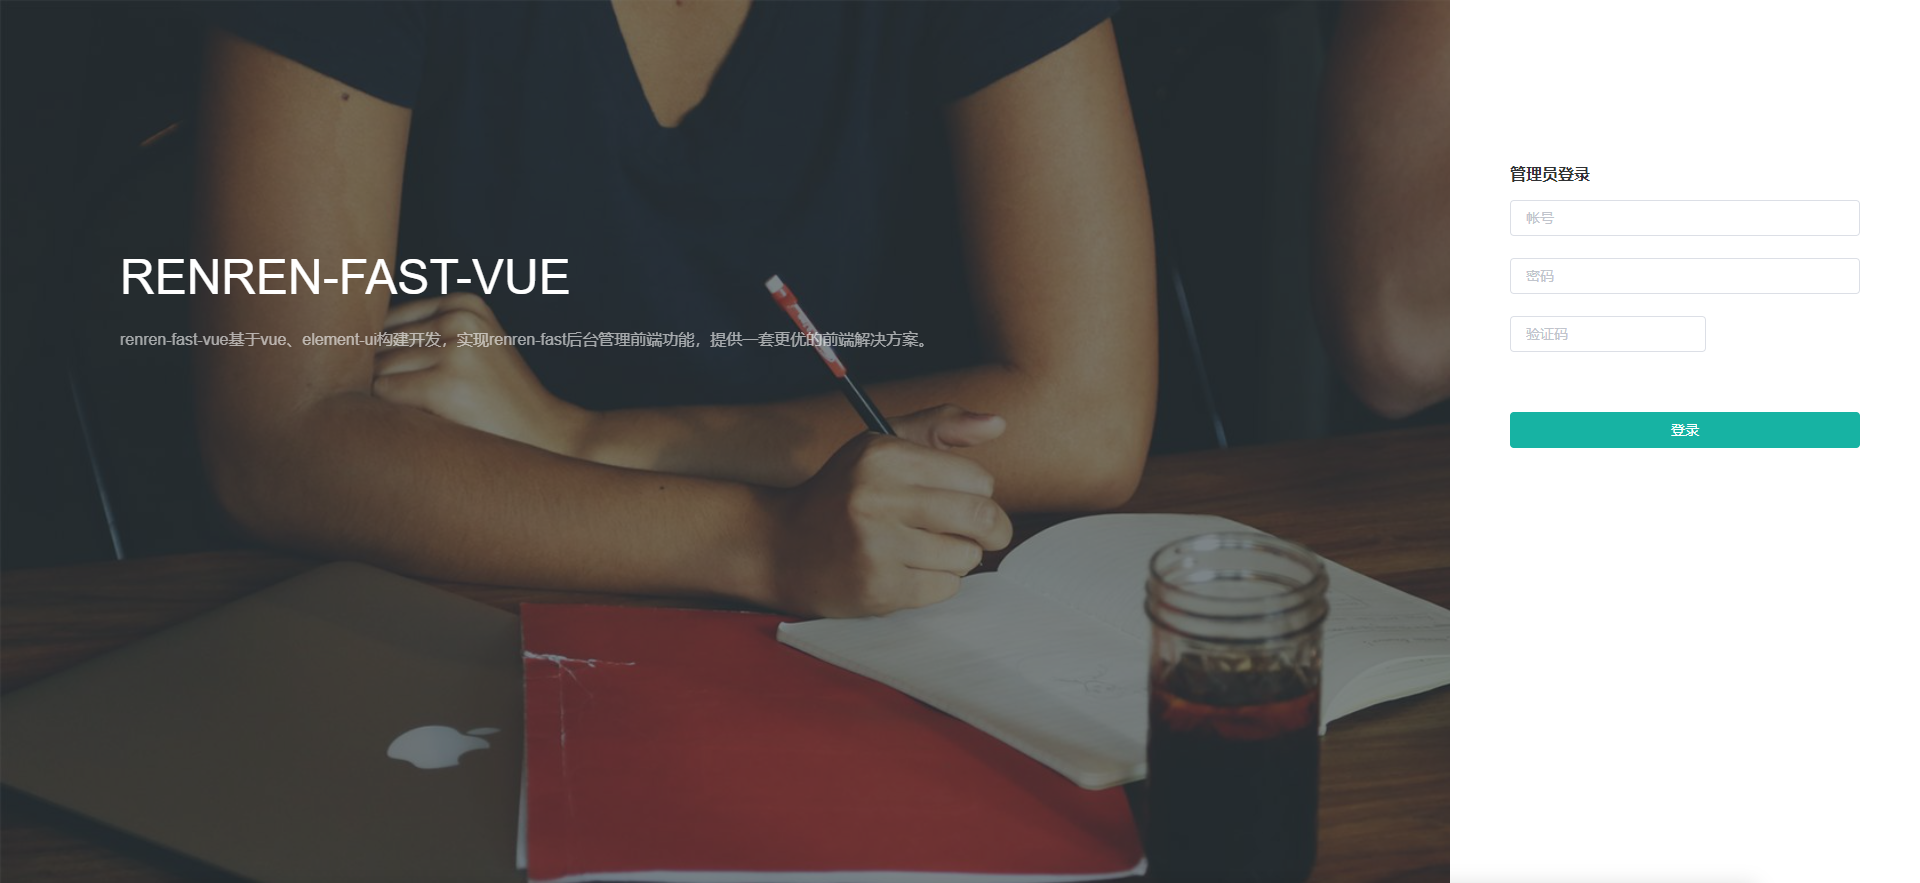 RENREN-FAST-VUE
renren-fast-vue基于vue、element-ui构建开发，实现renren-fast后台管理前端功能，提供一套更优的前端解决方案。
管理员登录
帐号
密码
验证码
登录